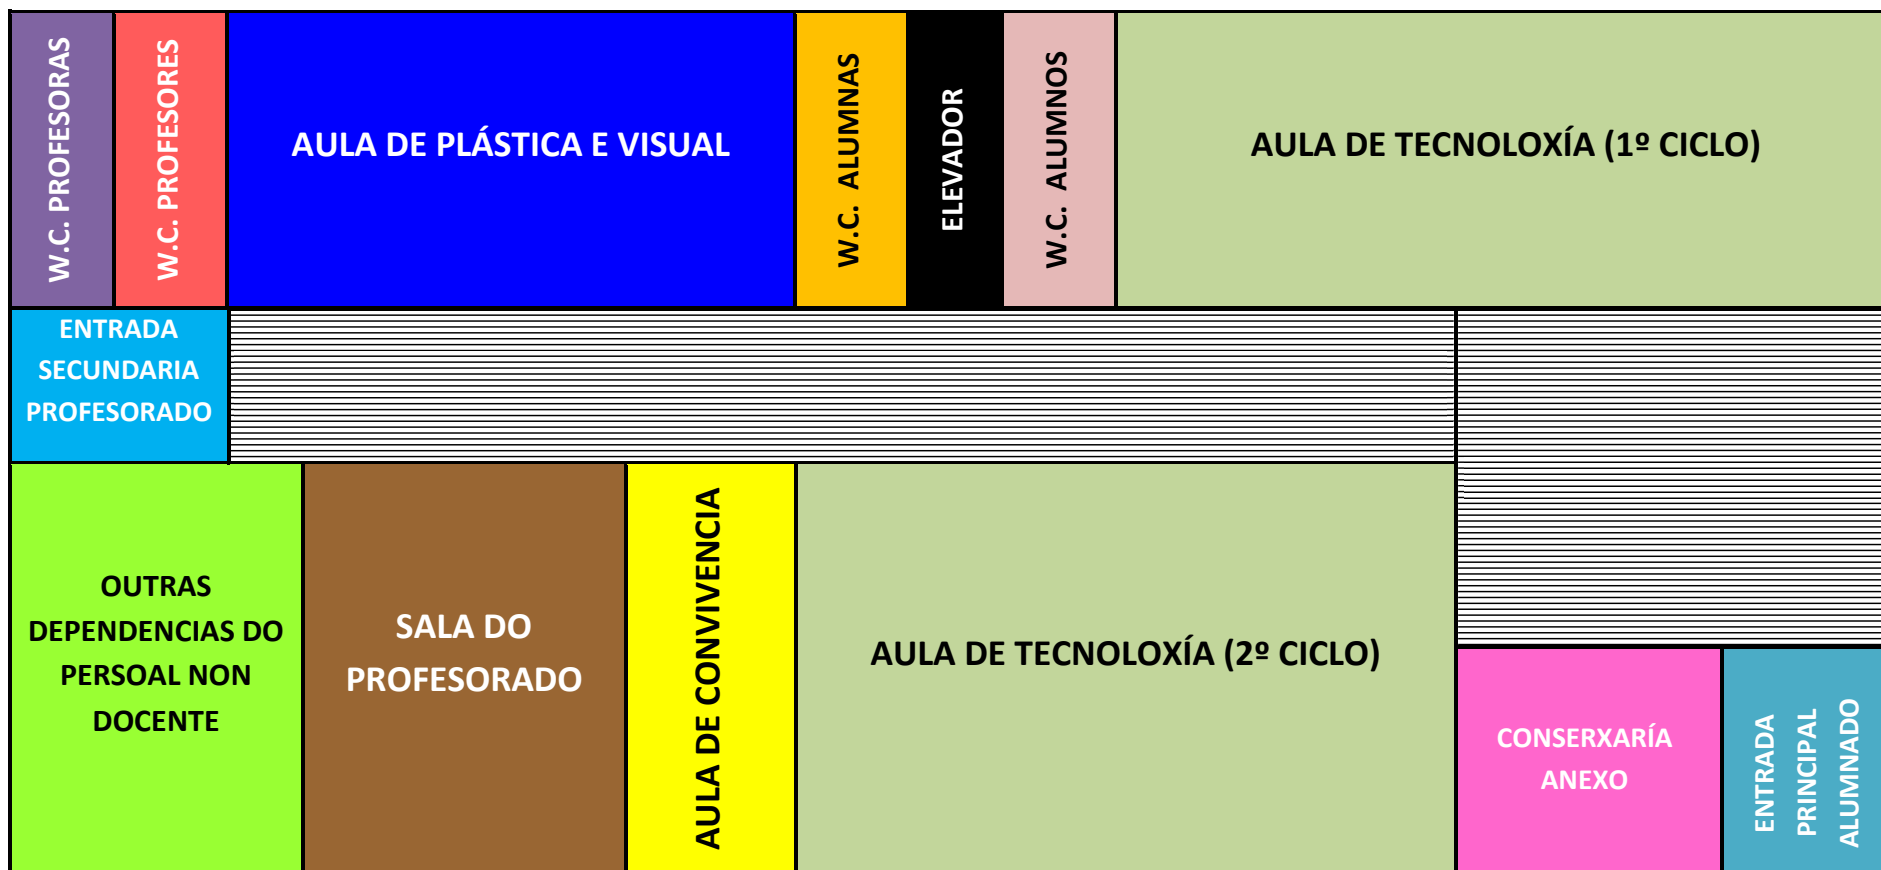 W.C. PROFESORAS
W.C. PROFESORES
AULA DE PLÁSTICA E VISUAL
W.C. ALUMNAS
ELEVADOR
W.C. ALUMNOS
AULA DE TECNOLOXÍA (1º CICLO)
ENTRADA
SECUNDARIA
PROFESORADO
OUTRAS
DEPENDENCIAS DO
PERSOAL NON
DOCENTE
SALA DO
PROFESORADO
AULA DE CONVIVENCIA
AULA DE TECNOLOXÍA (2º CICLO)
CONSERXARÍA
ANEXO
ENTRADA
PRINCIPAL
ALUMNADO